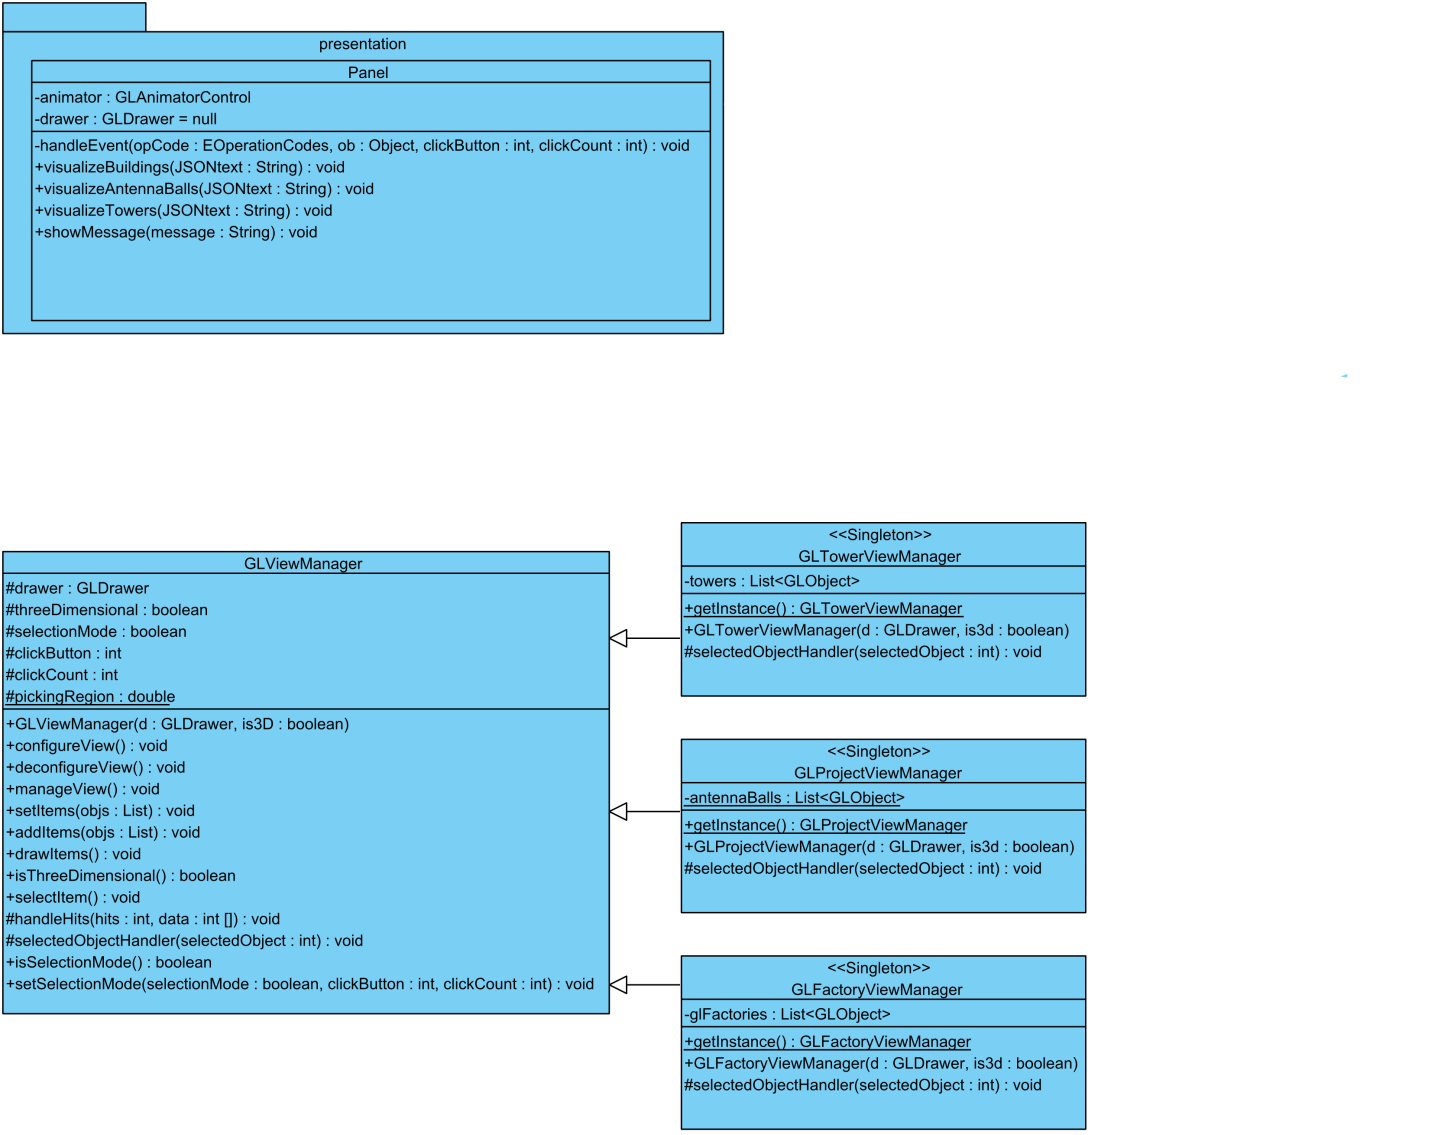 presentation
Panel
-animator : GLAnimatorControl
-drawer : GLDrawer = null
-handleEvent(opCode : EOperationCodes, ob : Object, clickButton : int, clickCount : int) : void
+visualizeBuildings(JSONtext : String) : void
+visualizeAntennaBalls(JSONtext : String) : void
+visualizeTowers(JSONtext : String) : void
+showMessage(message : String) : void
GLViewManager
#drawer : GLDrawer
#threeDimensional : boolean
#selectionMode : boolean
#clickButton : int
#clickCount : int
#pickingRegion : double
+GLViewManager(d : GLDrawer, is3D : boolean)
+configureView() : void
+deconfigureView() : void
+manageView() : void
+setItems(objs : List) : void
+addItems(objs : List) : void
+drawItems() : void
+isThreeDimensional() : boolean
+selectItem() : void
#handleHits(hits : int, data : int []) : void
#selectedObjectHandler(selectedObject : int) : void
+isSelectionMode() : boolean
+setSelectionMode(selectionMode : boolean, clickButton : int, clickCount : int) : void
<<Singleton>>
GLTowerViewManager
-towers : List<GLObject>
+getInstance() : GLTowerViewManager
+GLTowerViewManager(d : GLDrawer, is3d : boolean)
#selectedObjectHandler(selectedObject : int) : void
<<Singleton>>
GLProjectViewManager
-antennaBalls : List<GLObject>
+getInstance() : GLProjectViewManager
+GLProjectViewManager(d : GLDrawer, is3d : boolean)
#selectedObjectHandler(selectedObject : int) : void
<<Singleton>>
GLFactoryViewManager
-glFactories : List<GLObject>
+getInstance() : GLFactoryViewManager
+GLFactoryViewManager(d : GLDrawer, is3d : boolean)
#selectedObjectHandler(selectedObject : int) : void